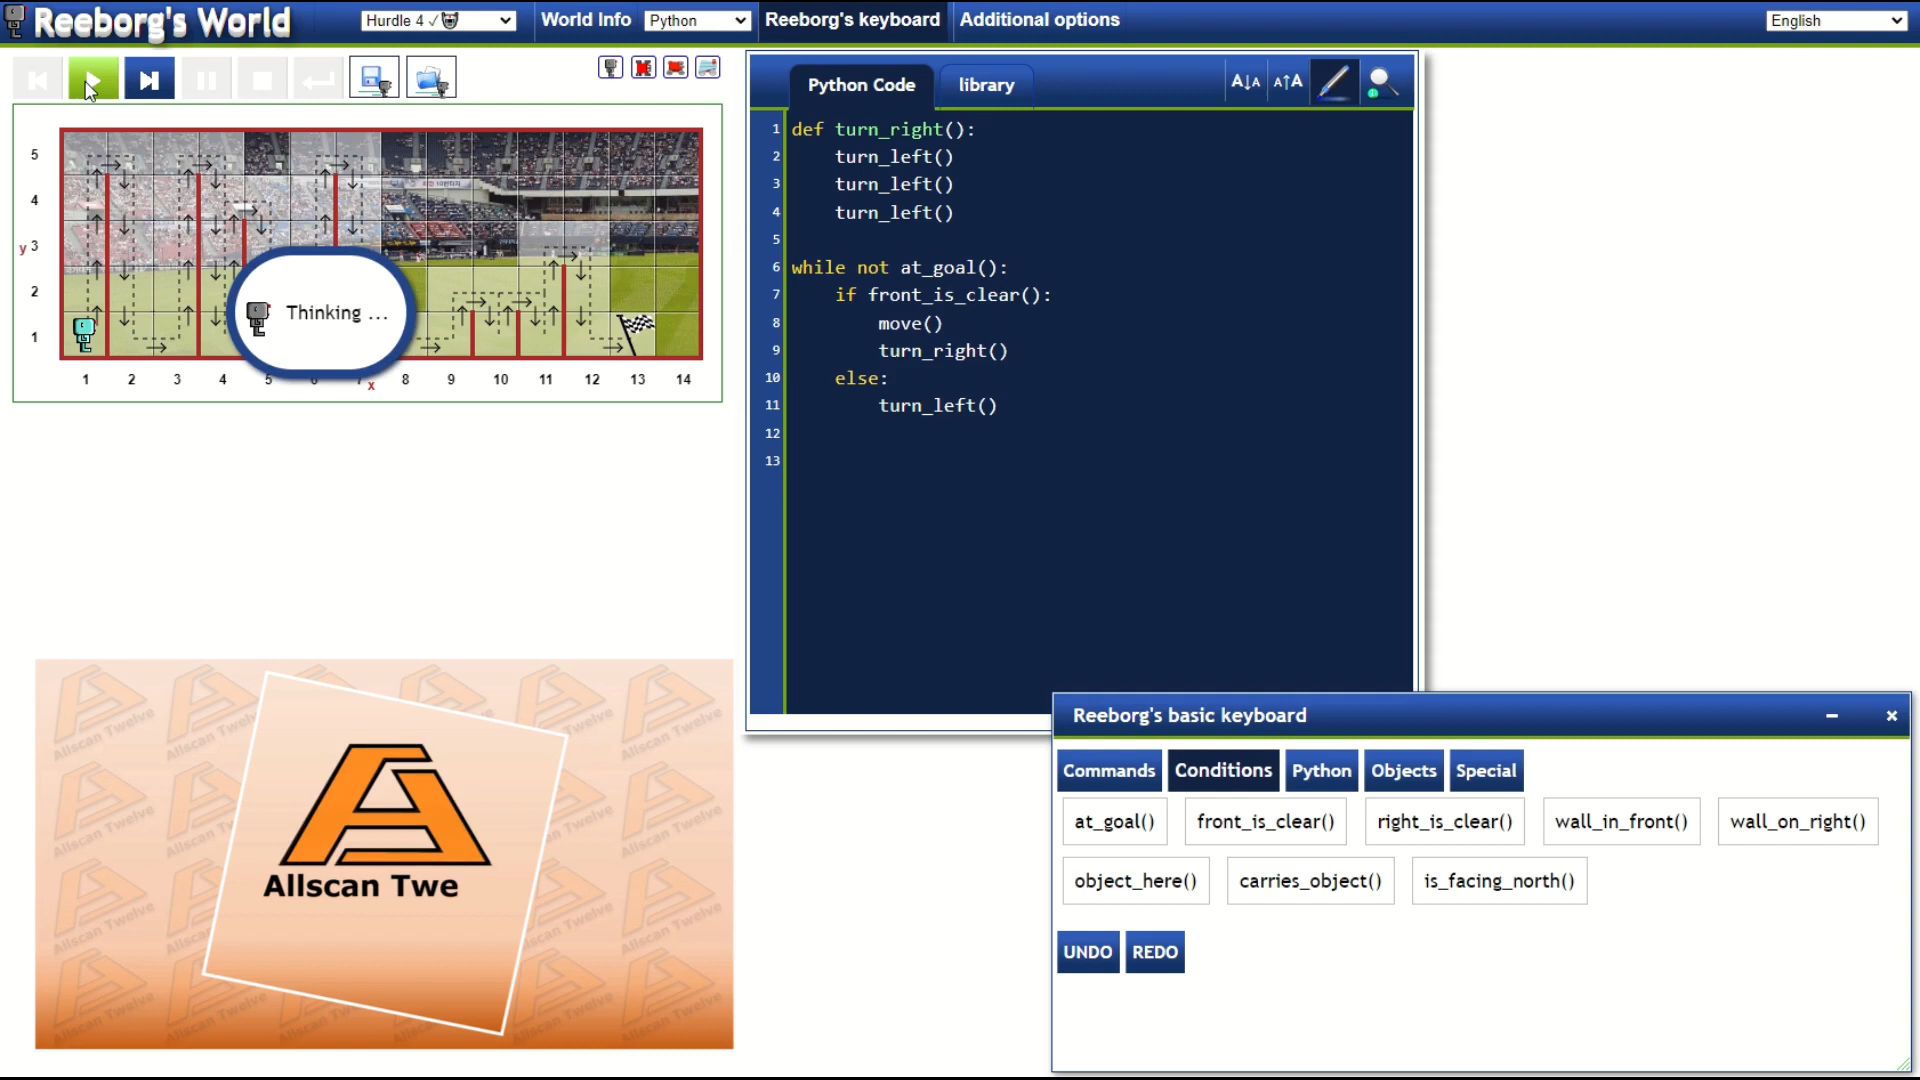 Reeborg's World
Hurdle 4 ✓
World Info
Python
Reeborg's keyboard
Additional options
English
Python Code
library
A↓A
A↑A
5
4
y 3
2
1
Thinking ...
1 2 3 4 5 6 7 8 9 10 11 12 13 14
x
1 def turn_right():
2 turn_left()
3 turn_left()
4 turn_left()
5
6 while not at_goal():
7 if front_is_clear():
8 move()
9 turn_right()
10 else:
11 turn_left()
12
13
Allscan Twe
Allscan Twelve
Reeborg's basic keyboard
Commands Conditions Python Objects Special
at_goal() front_is_clear() right_is_clear() wall_in_front() wall_on_right()
object_here() carries_object() is_facing_north()
UNDO REDO